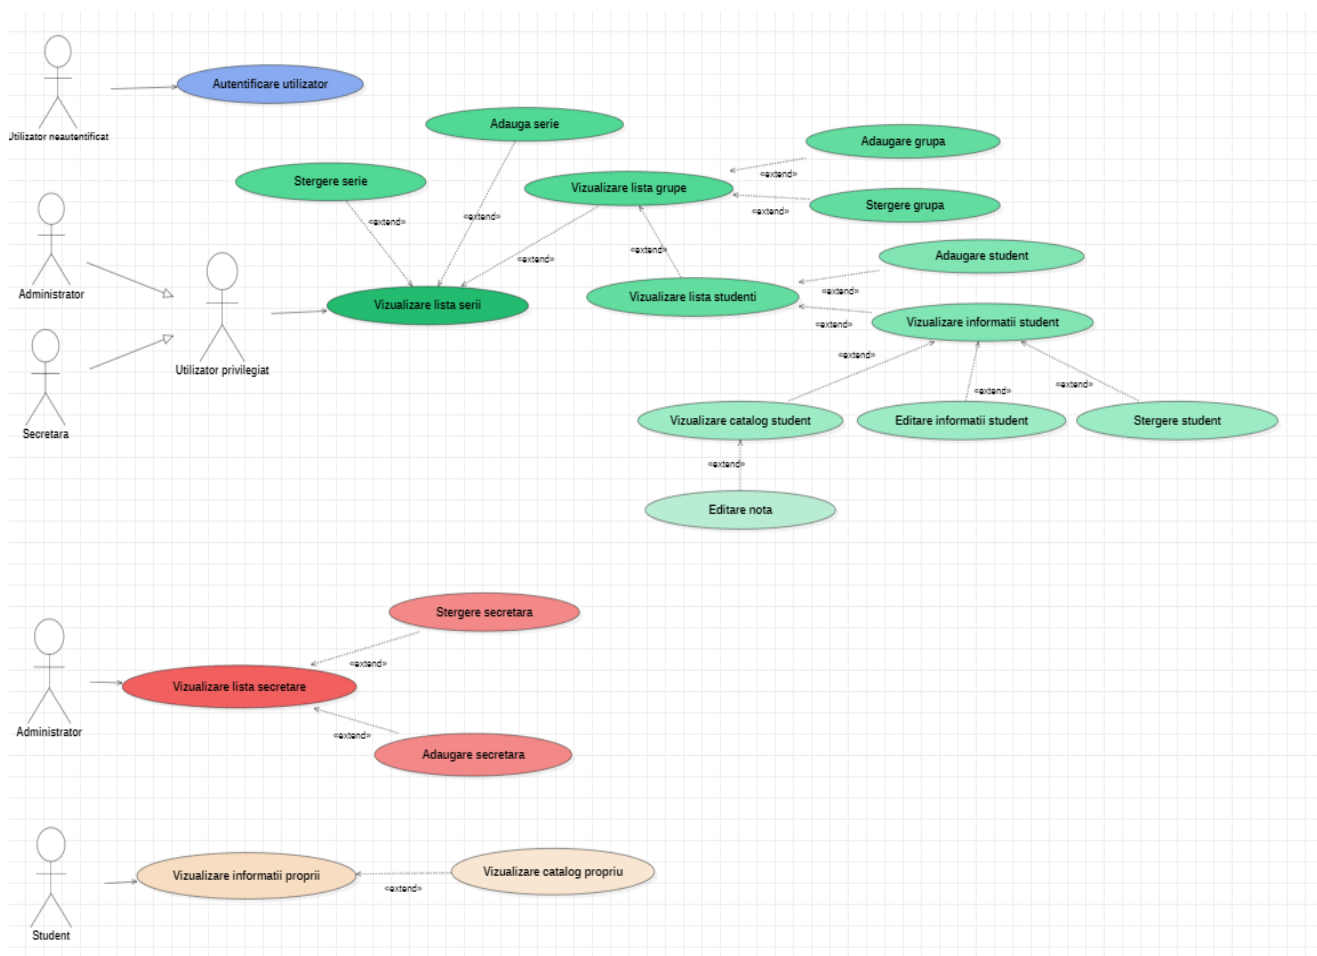 Autentificare utilizator
Utilizator neautentificat
Adauga serie
Adaugare grupa
«extend»
Stergere serie
Vizualizare lista grupe
Stergere grupa
«extend»
«extend»
«extend»
«extend»
«extend»
Adaugare student
Administrator
Vizualizare lista serii
Vizualizare lista studenti
«extend»
Vizualizare informatii student
«extend»
Utilizator privilegiat
«extend»
«extend»
«extend»
Secretara
Vizualizare catalog student
Editare informatii student
Stergere student
«extend»
Editare nota
Stergere secretara
«extend»
Vizualizare lista secretare
Administrator
«extend»
Adaugare secretara
Vizualizare informatii proprii
Vizualizare catalog propriu
«extend»
Student